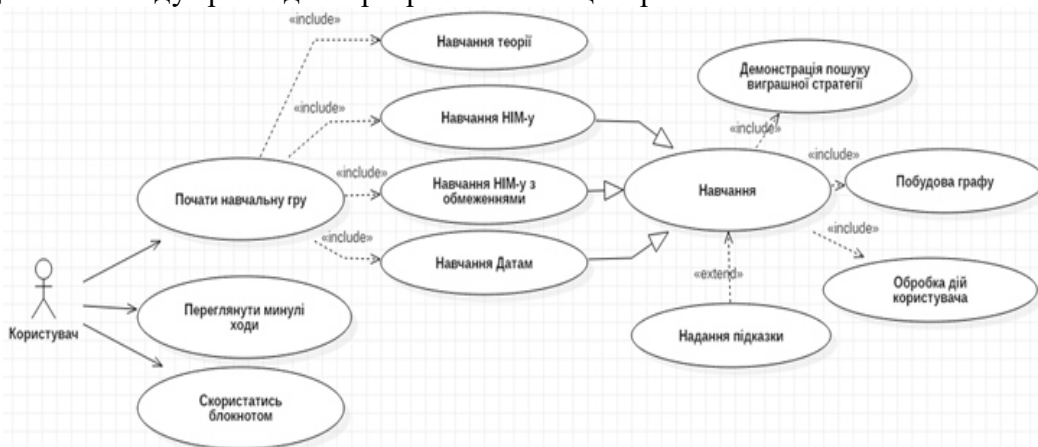 «include»
Навчання теорії
Демонстрація пошуку
виграшної стратегії
«include»
Навчання НІМ-у
«include»
«include»
Почати навчальну гру
«include»
Навчання НІМ-у з
обмеженнями
Навчання
Побудова графу
«include»
Навчання Датам
«include»
«extend»
Обробка дій
користувача
Користувач
Переглянути минулі
ходи
Надання підказки
Скористатись
блокнотом